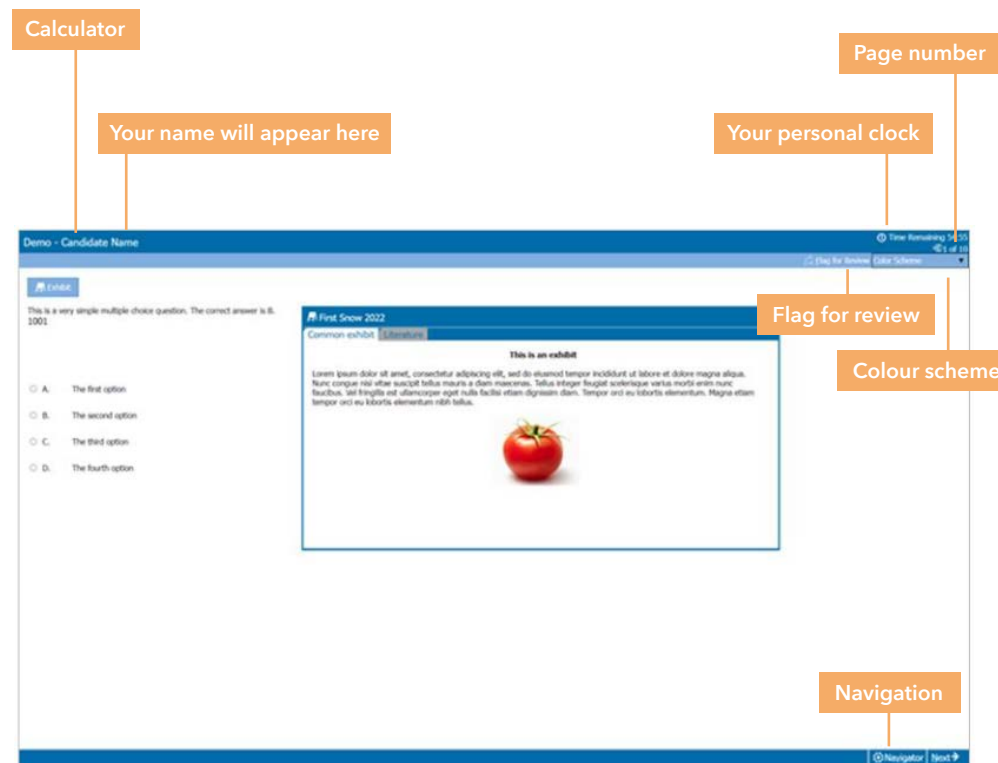 Calculator
Page number
Your name will appear here
Your personal clock
Demo - Candidate Name
Time Remaining 54:55
1 of 10
Flag for Review
Color Scheme
Exhibit
This is a very simple multiple choice question. The correct answer is B.
1001
A. The first option
B. The second option
C. The third option
D. The fourth option
First Snow 2022
Common exhibit Literature
This is an exhibit
Lorem ipsum dolor sit amet, consectetur adipiscing elit, sed do eiusmod tempor incididunt ut labore et dolore magna aliqua.
Nunc congue nisi vitae suscipit tellus mauris a diam maecenas. Tellus integer feugiat scelerisque varius morbi enim nunc
faucibus. Vel fringilla est ullamcorper eget nulla facilisi etiam dignissim diam. Tempor orci eu lobortis elementum. Magna etiam
tempor orci eu lobortis elementum nibh tellus.
Flag for review
Colour scheme
Navigation
Navigator Next